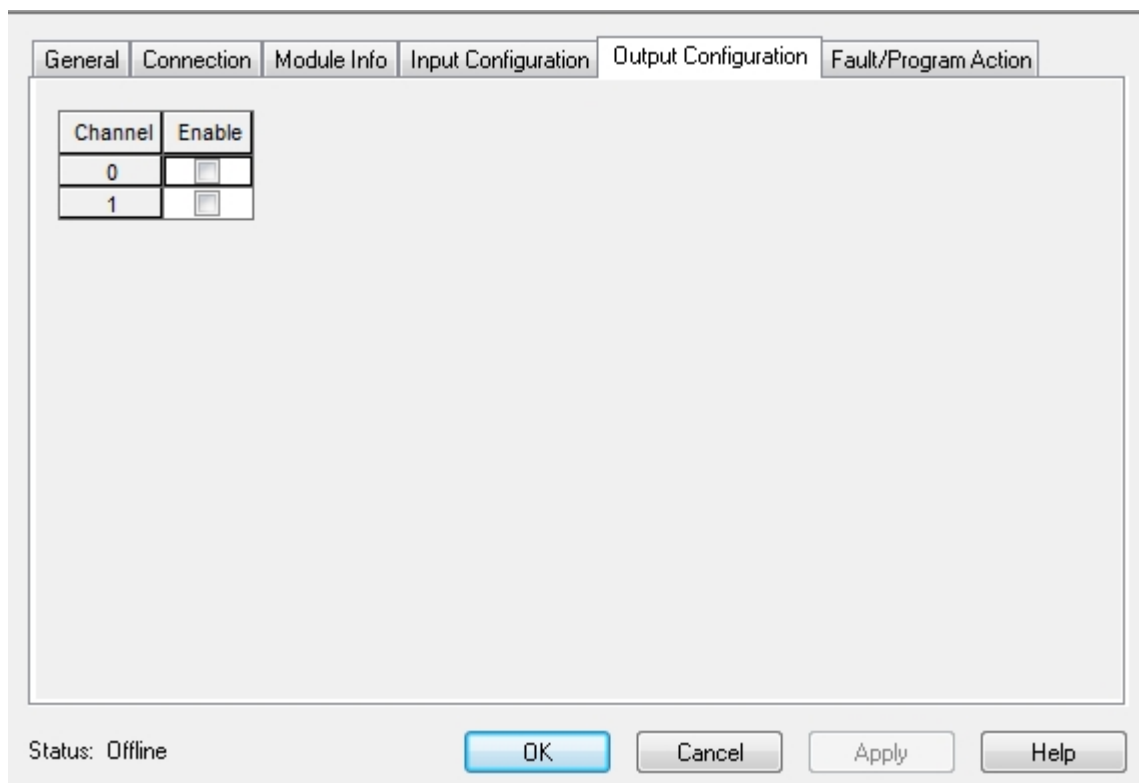 General Connection Module Info Input Configuration Output Configuration Fault/Program Action
Channel Enable
0
1
Status: Offline OK Cancel Apply Help